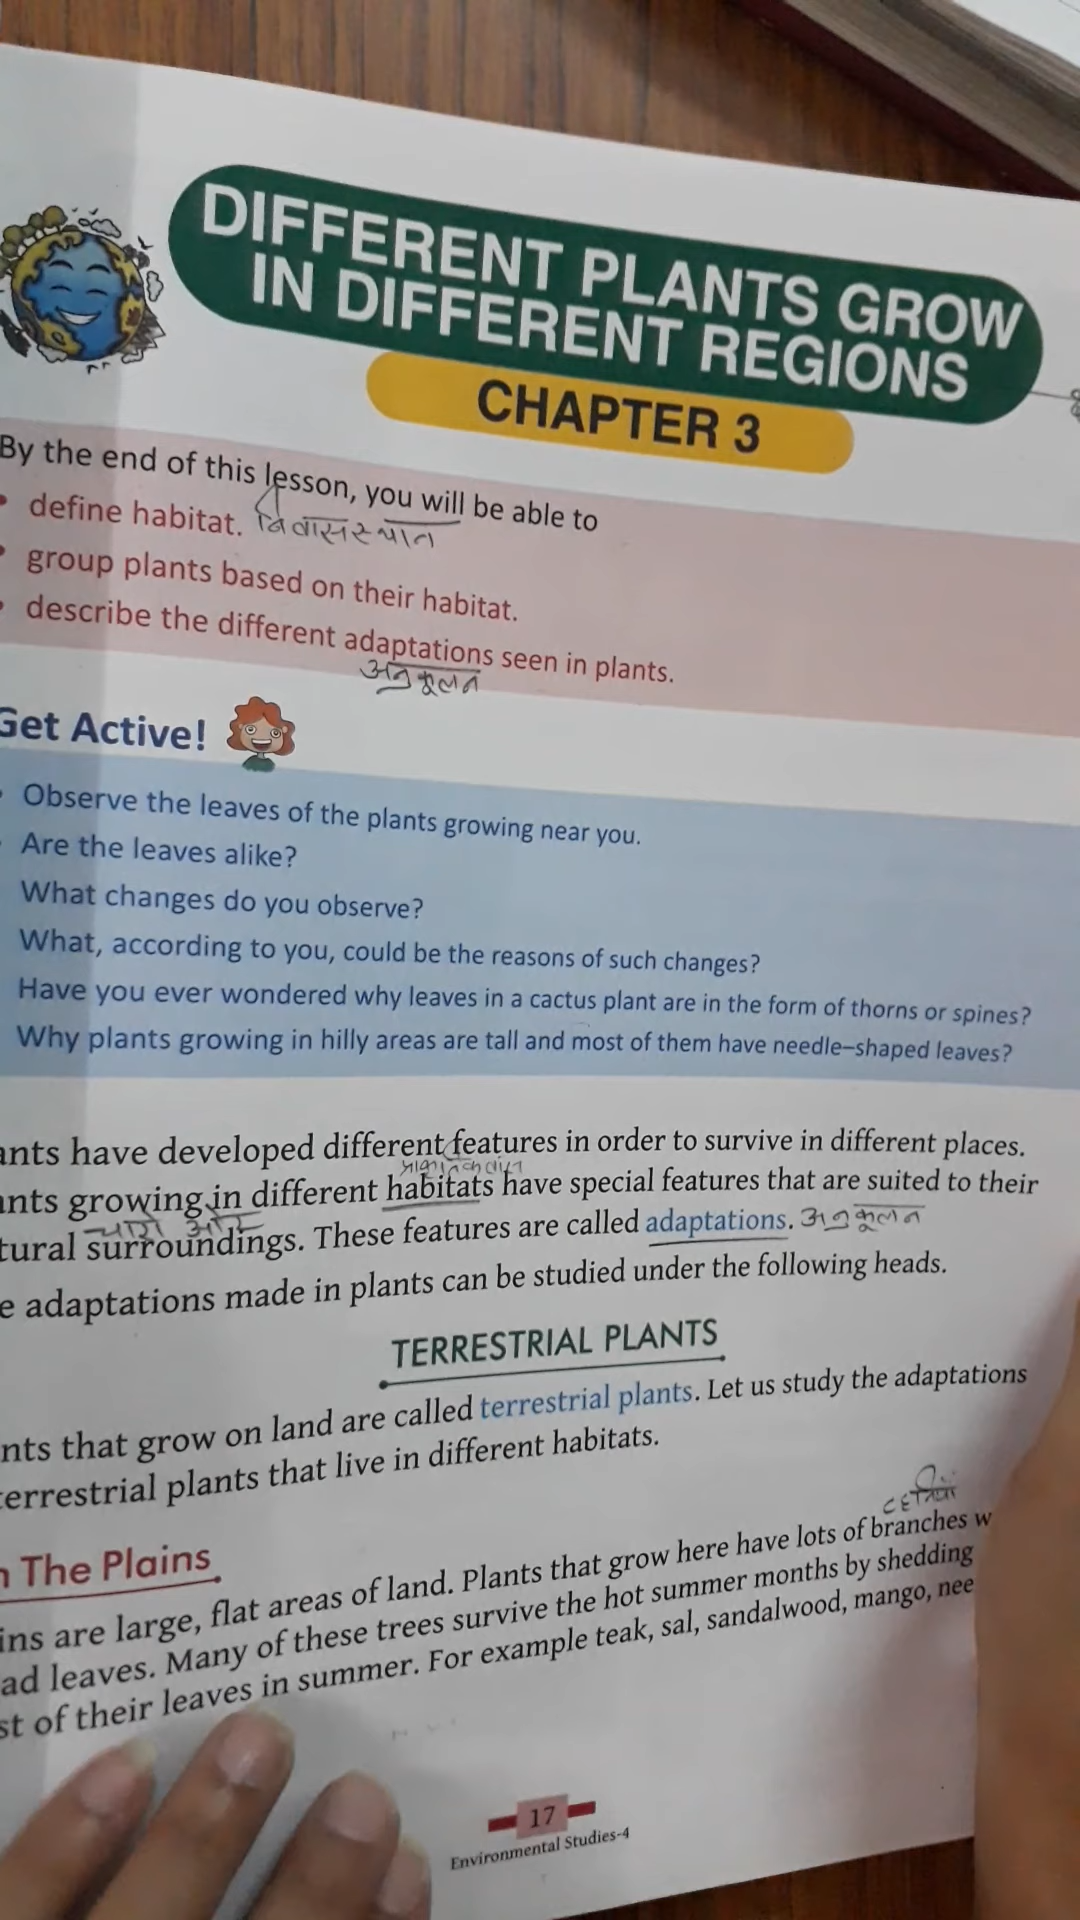 DIFFERENT PLANTS GROW
IN DIFFERENT REGIONS
CHAPTER 3
By the end of this lesson, you will be able to
define habitat. निवासस्थान
group plants based on their habitat.
describe the different adaptations seen in plants.
अनुकूलन
Get Active!
Observe the leaves of the plants growing near you.
Are the leaves alike?
What changes do you observe?
What, according to you, could be the reasons of such changes?
Have you ever wondered why leaves in a cactus plant are in the form of thorns or spines?
Why plants growing in hilly areas are tall and most of them have needle–shaped leaves?
ants have developed different features in order to survive in different places.
ants growing in different habitats have special features that are suited to their
चारो ओर
tural surroundings. These features are called adaptations. अनुकूलन
e adaptations made in plants can be studied under the following heads.
TERRESTRIAL PLANTS
nts that grow on land are called terrestrial plants. Let us study the adaptations
terrestrial plants that live in different habitats.
n The Plains
ins are large, flat areas of land. Plants that grow here have lots of branches w
ad leaves. Many of these trees survive the hot summer months by shedding
st of their leaves in summer. For example teak, sal, sandalwood, mango, nee
17
Environmental Studies-4